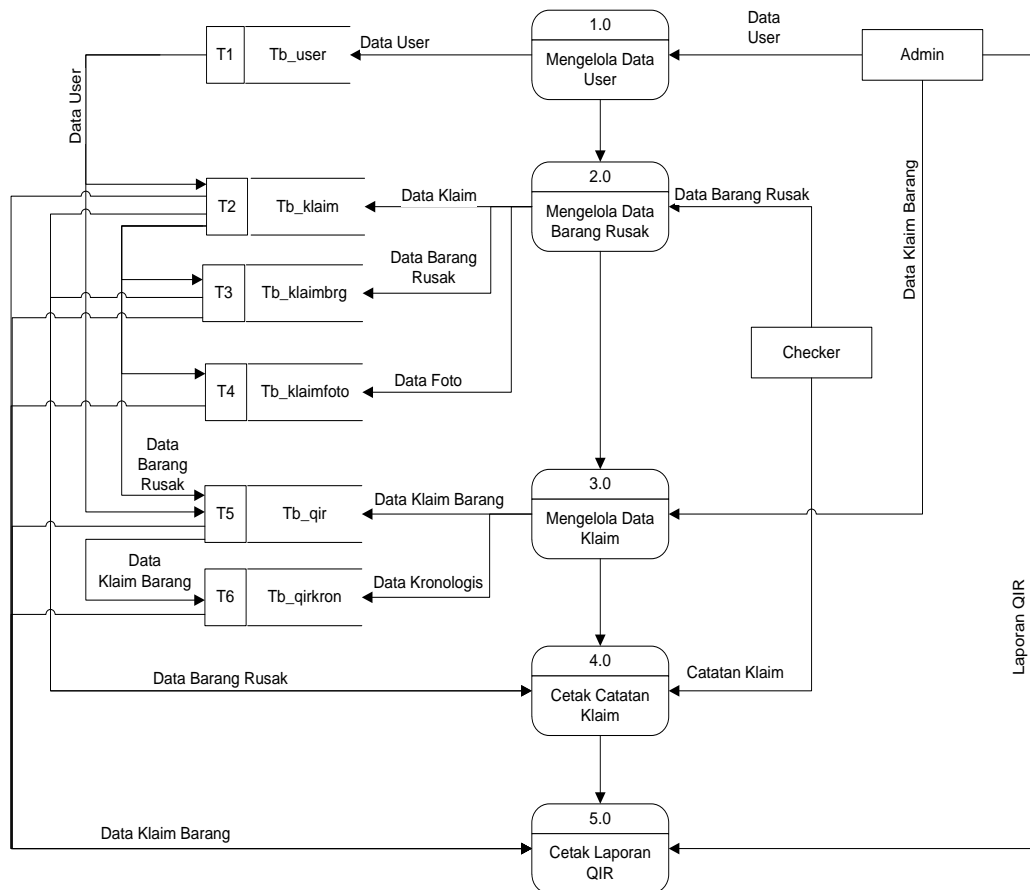 Data
User
Data User
1.0
T1
Tb_user
Mengelola Data
User
Admin
Data User
2.0
Data Klaim
Data Barang Rusak
T2
Tb_klaim
Mengelola Data
Barang Rusak
Data Klaim Barang
Data Barang
Rusak
T3
Tb_klaimbrg
Checker
T4
Tb_klaimfoto
Data Foto
Data
Barang
Rusak
3.0
Data Klaim Barang
T5
Tb_qir
Mengelola Data
Klaim
Data
Klaim Barang
Data Kronologis
T6
Tb_qirkron
Laporan QIR
4.0
Data Barang Rusak
Catatan Klaim
Cetak Catatan
Klaim
5.0
Data Klaim Barang
Cetak Laporan
QIR